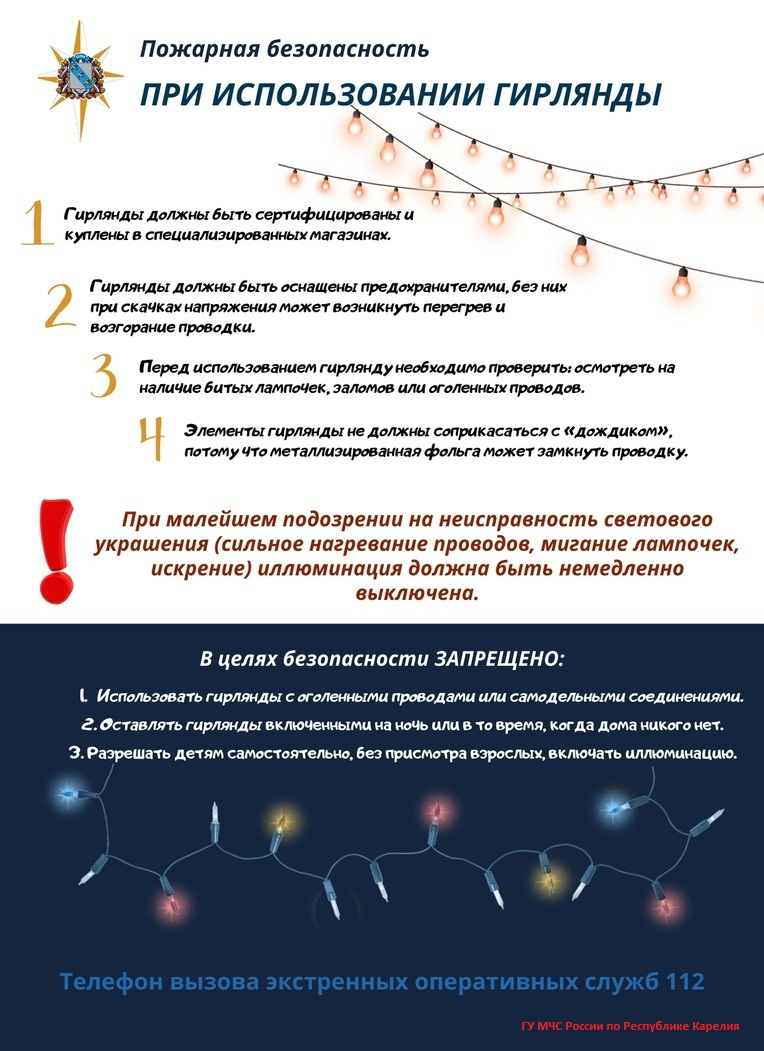 Пожарная безопасность
ПРИ ИСПОЛЬЗОВАНИИ ГИРЛЯНДЫ
1 Гирлянды должны быть сертифицированы и
куплены в специализированных магазинах.
2 Гирлянды должны быть оснащены предохранителями, без них
при скачках напряжения может возникнуть перегрев и
возгорание проводки.
3 Перед использованием гирлянду необходимо проверить: осмотреть на
наличие битых лампочек, заломов или оголенных проводов.
4 Элементы гирлянды не должны соприкасаться с «дождиком»,
потому что металлизированная фольга может замкнуть проводку.
! При малейшем подозрении на неисправность светового
украшения (сильное нагревание проводов, мигание лампочек,
искрение) иллюминация должна быть немедленно
выключена.
В целях безопасности ЗАПРЕЩЕНО:
1. Использовать гирлянды с оголенными проводами или самодельными соединениями.
2. Оставлять гирлянды включенными на ночь или в то время, когда дома никого нет.
3. Разрешать детям самостоятельно, без присмотра взрослых, включать иллюминацию.
Телефон вызова экстренных оперативных служб 112
ГУ МЧС России по Республике Карелия